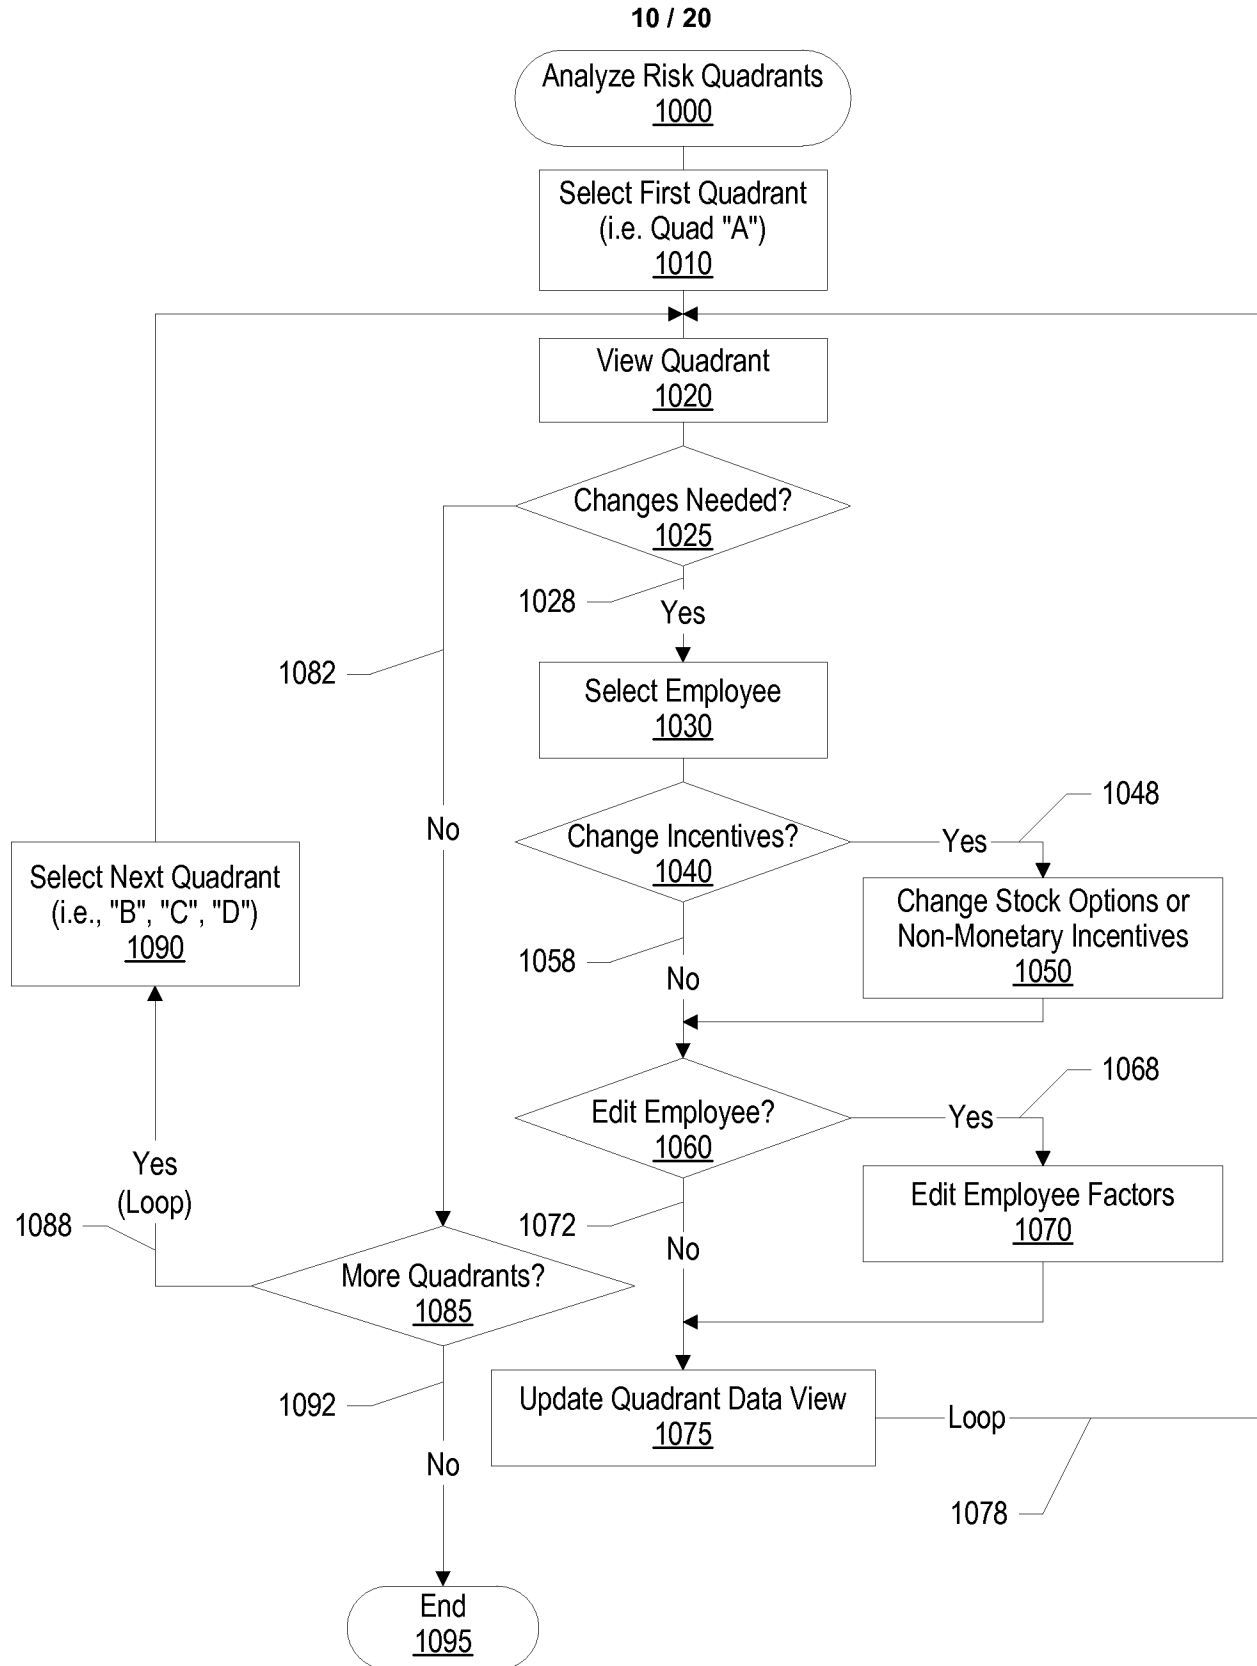 10 / 20
Analyze Risk Quadrants
1000
Select First Quadrant
(i.e. Quad "A")
1010
View Quadrant
1020
Changes Needed?
1025
1028
Yes
1082
Select Employee
1030
1048
No
Change Incentives?
1040
Yes
Select Next Quadrant
(i.e., "B", "C", "D")
1090
Change Stock Options or
Non-Monetary Incentives
1050
1058
No
1068
Edit Employee?
1060
Yes
Yes
(Loop)
1088
1072
No
Edit Employee Factors
1070
More Quadrants?
1085
1092
No
Update Quadrant Data View
1075
Loop
1078
End
1095